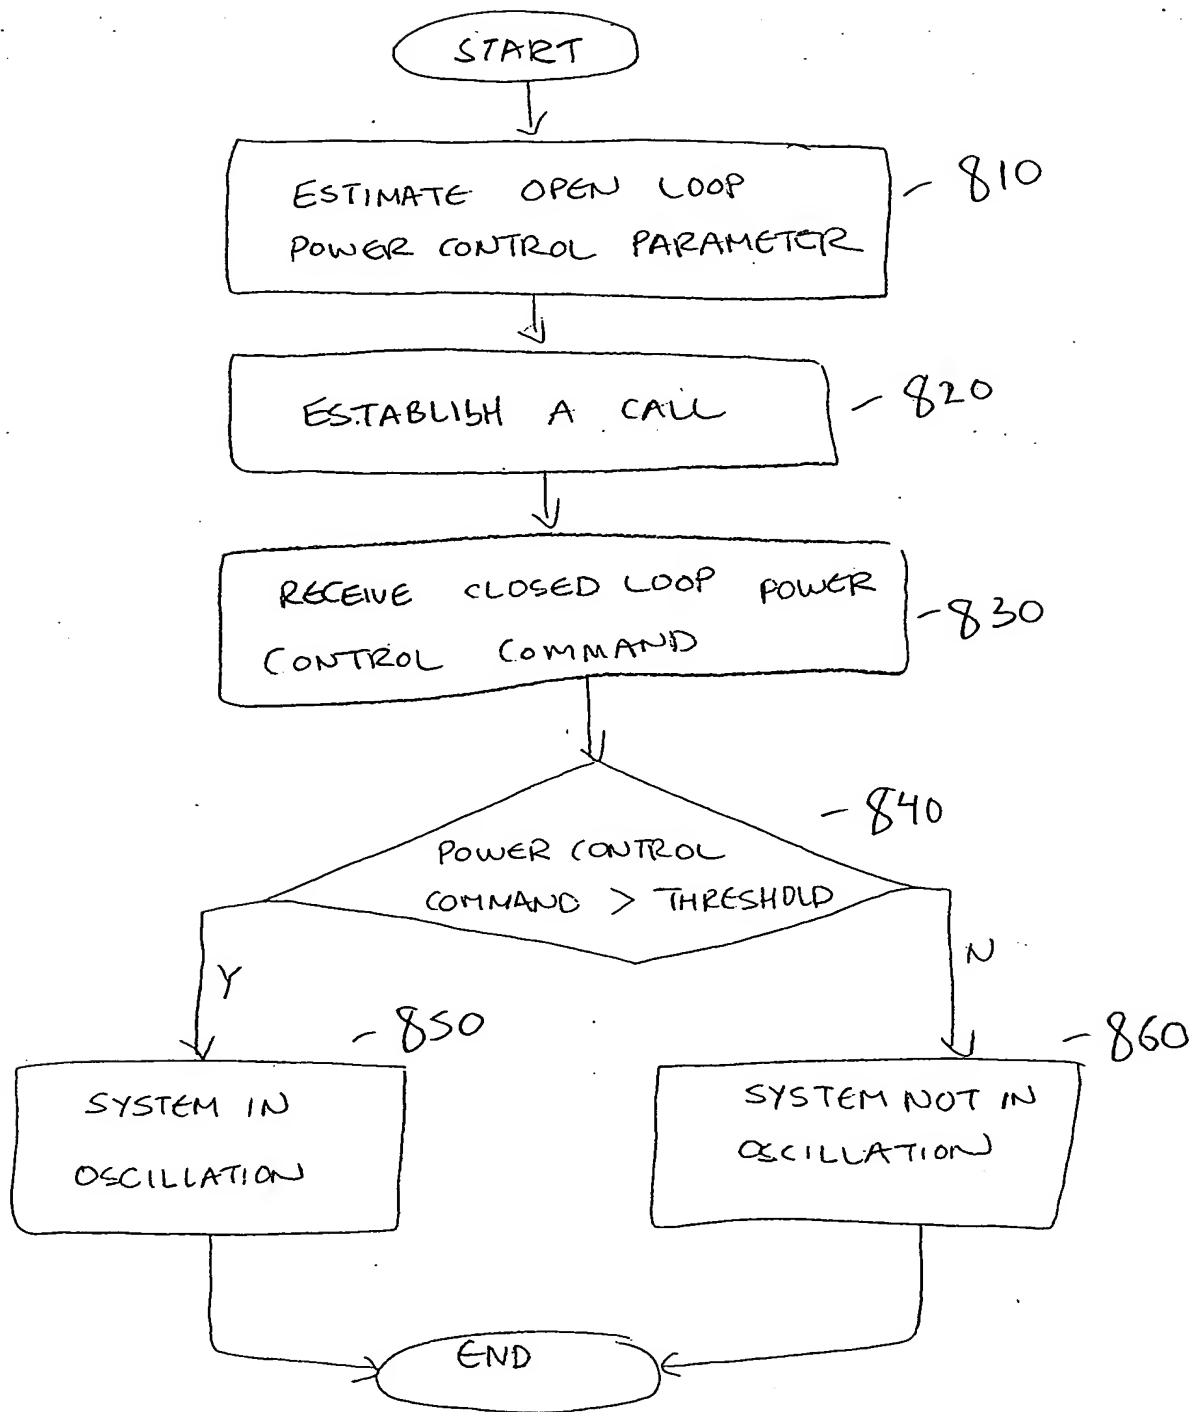 START
ESTIMATE OPEN LOOP
POWER CONTROL PARAMETER
- 810
ESTABLISH A CALL
- 820
RECEIVE CLOSED LOOP POWER
CONTROL COMMAND
- 830
POWER CONTROL
COMMAND > THRESHOLD
- 840
Y
N
SYSTEM IN
OSCILLATION
- 850
SYSTEM NOT IN
OSCILLATION
- 860
END